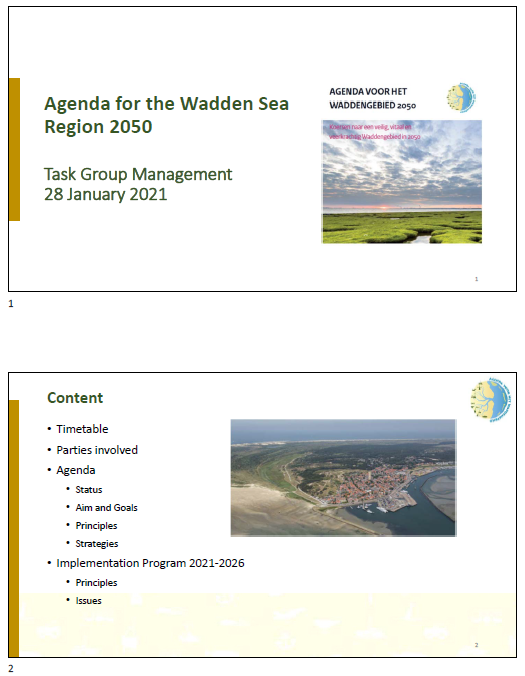 Agenda for the Wadden Sea
Region 2050
Task Group Management
28 January 2021
AGENDA VOOR HET
WADDENGEBIED 2050
Koersen naar een veilig, vitaal en
veerkrachtig Waddengebied in 2050
1
1
Content
• Timetable
• Parties involved
• Agenda
• Status
• Aim and Goals
• Principles
• Strategies
• Implementation Program 2021-2026
• Principles
• Issues
2
2